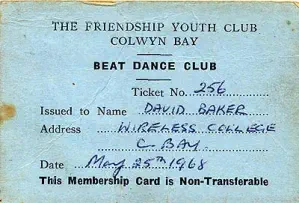 THE FRIENDSHIP YOUTH CLUB
COLWYN BAY
BEAT DANCE CLUB
Ticket No. 256
Issued to Name DAVID BAKER
Address WIRELESS COLLEGE
C BAY
Date May 25th 1968
This Membership Card is Non-Transferable